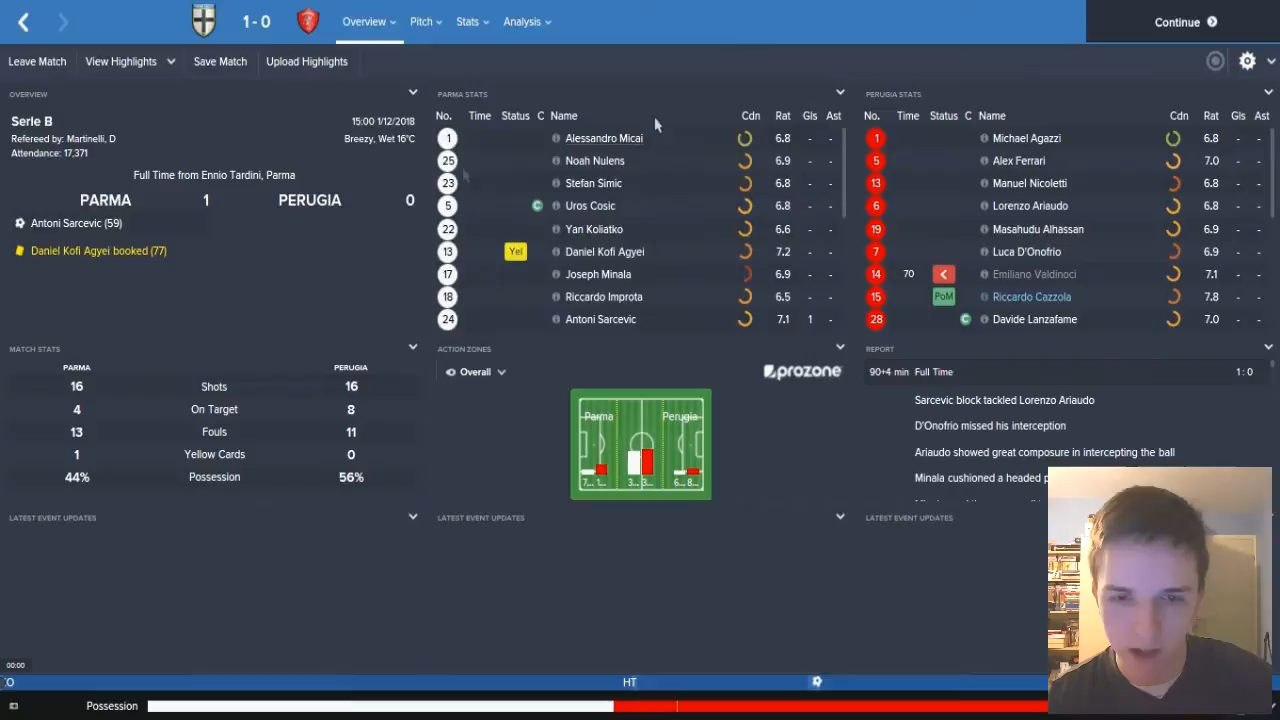 1 - 0
Overview
Pitch
Stats
Analysis
Continue
Leave Match
View Highlights
Save Match
Upload Highlights
OVERVIEW
Serie B
15:00 1/12/2018
Refereed by: Martinelli, D
Breezy, Wet 16°C
Attendance: 17,371
Full Time from Ennio Tardini, Parma
PARMA 1 PERUGIA 0
Antoni Sarcevic (59)
Daniel Kofi Agyei booked (77)
PARMA STATS
No. Time Status C Name Cdn Rat Gls Ast
1 Alessandro Micai 6.8 - -
25 Noah Nulens 6.9 - -
23 Stefan Simic 6.8 - -
5 C Uros Cosic 6.8 - -
22 Yan Koliatko 6.6 - -
13 Yel Daniel Kofi Agyei 7.2 - -
17 Joseph Minala 6.9 - -
18 Riccardo Improta 6.5 - -
24 Antoni Sarcevic 7.1 1 -
PERUGIA STATS
No. Time Status C Name Cdn Rat Gls Ast
1 Michael Agazzi 6.8 - -
5 Alex Ferrari 7.0 - -
13 Manuel Nicoletti 6.8 - -
6 Lorenzo Ariaudo 6.8 - -
19 Masahudu Alhassan 6.9 - -
7 Luca D'Onofrio 6.9 - -
14 70 Emiliano Valdinoci 7.1 - -
15 PoM Riccardo Cazzola 7.8 - -
28 C Davide Lanzafame 7.0 - -
MATCH STATS
PARMA PERUGIA
16 Shots 16
4 On Target 8
13 Fouls 11
1 Yellow Cards 0
44% Possession 56%
ACTION ZONES
Overall
prozone
Parma Perugia
7... 1... 3... 3... 6... 8...
REPORT
90+4 min Full Time 1 : 0
Sarcevic block tackled Lorenzo Ariaudo
D'Onofrio missed his interception
Ariaudo showed great composure in intercepting the ball
Minala cushioned a headed
LATEST EVENT UPDATES
LATEST EVENT UPDATES
LATEST EVENT UPDATES
00:00
HT
Possession